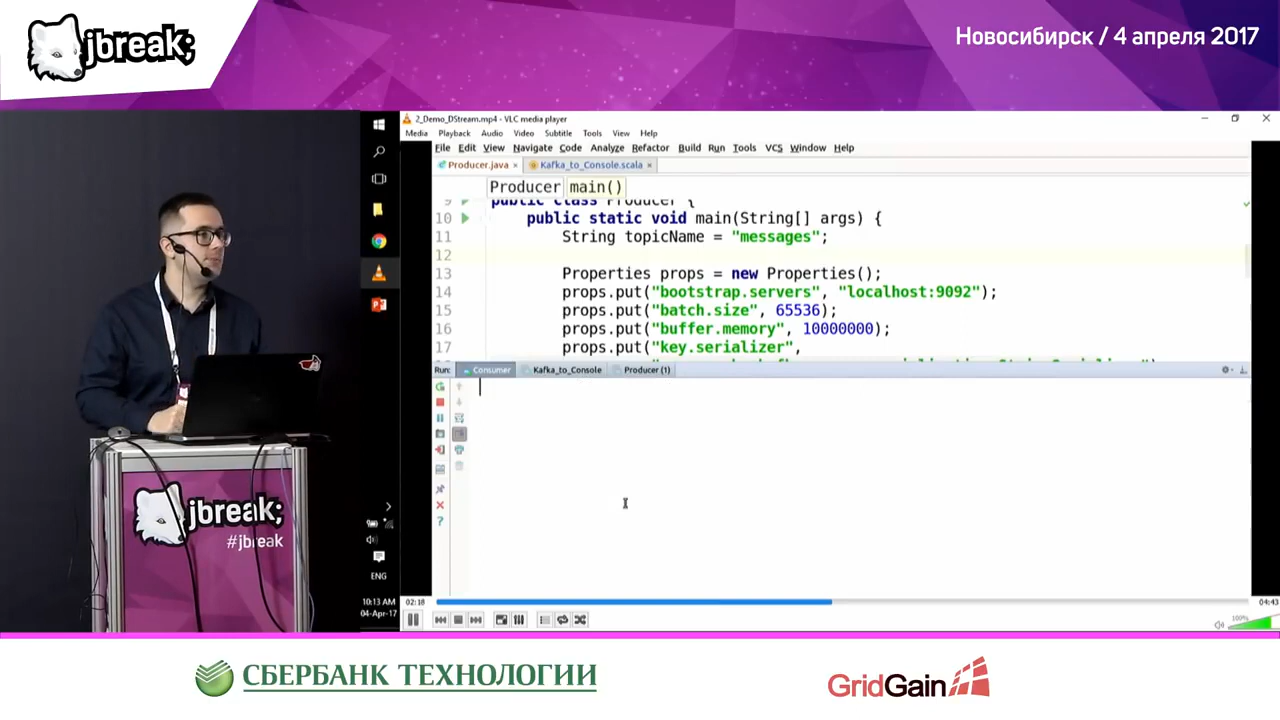 jbreak;
Новосибирск / 4 апреля 2017
2_Demo_DStream.mp4 - VLC media player
Media Playback Audio Video Subtitle Tools View Help
File Edit View Navigate Code Analyze Refactor Build Run Tools VCS Window Help
Producer.java Kafka_to_Console.scala
Producer main()
9 public class Producer {
10 public static void main(String[] args) {
11 String topicName = "messages";
12
13 Properties props = new Properties();
14 props.put("bootstrap.servers", "localhost:9092");
15 props.put("batch.size", 65536);
16 props.put("buffer.memory", 10000000);
17 props.put("key.serializer",
Run: Consumer Kafka_to_Console Producer (1)
jbreak;
#jbreak
ENG
10:13 AM
04-Apr-17
02:18 04:43
100%
СБЕРБАНК ТЕХНОЛОГИИ
GridGain